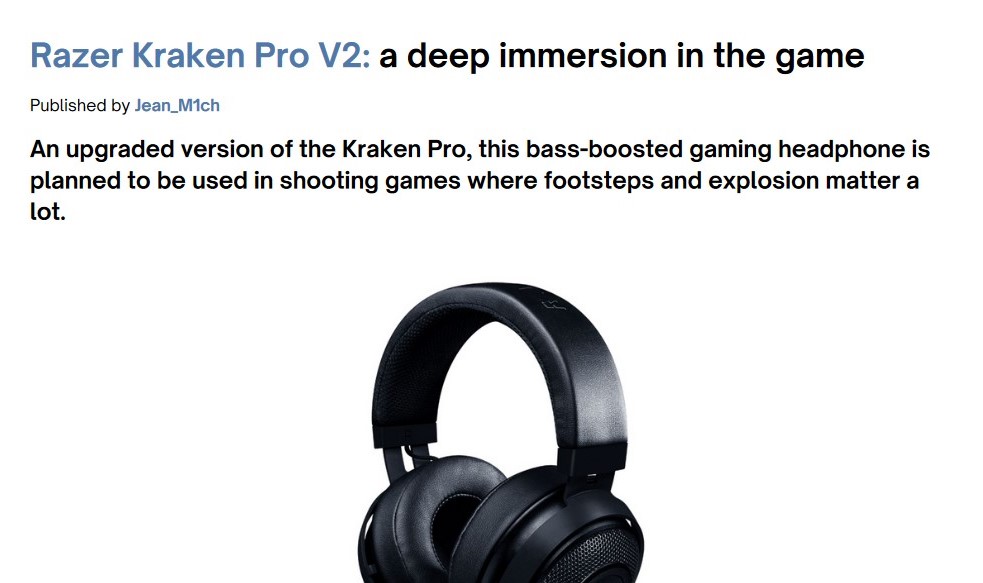 Razer Kraken Pro V2: a deep immersion in the game
Published by Jean_M1ch
An upgraded version of the Kraken Pro, this bass-boosted gaming headphone is
planned to be used in shooting games where footsteps and explosion matter a
lot.